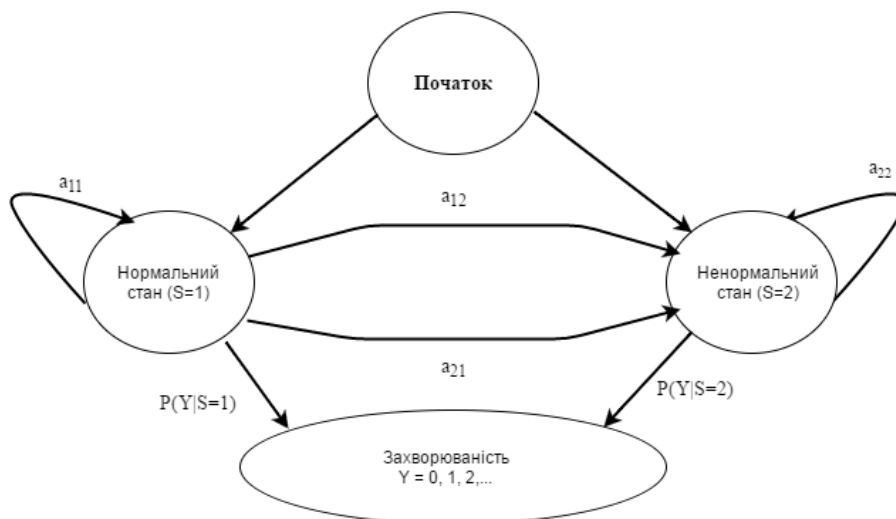 Початок
a11
a12
a22
Нормальний
стан (S=1)
Ненормальний
стан (S=2)
a21
P(Y|S=1)
P(Y|S=2)
Захворюваність
Y = 0, 1, 2,...